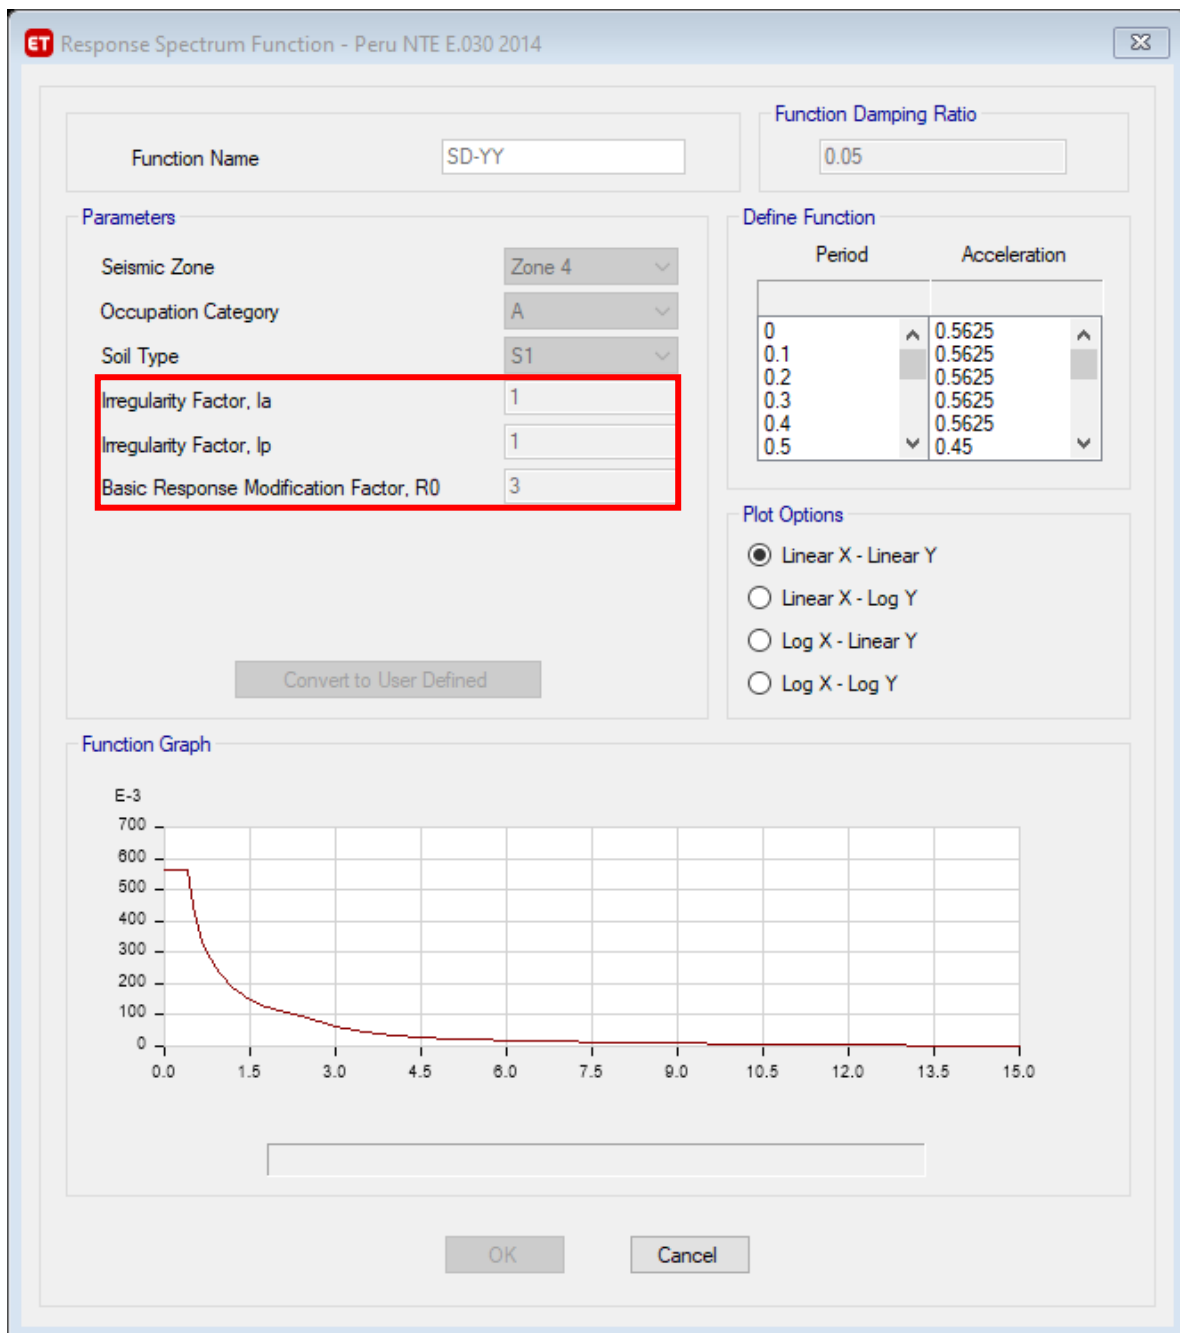 ET Response Spectrum Function - Peru NTE E.030 2014
Function Name SD-YY
Function Damping Ratio
0.05
Parameters
Seismic Zone Zone 4
Occupation Category A
Soil Type S1
Irregularity Factor, Ia 1
Irregularity Factor, Ip 1
Basic Response Modification Factor, R0 3
Convert to User Defined
Define Function
Period Acceleration
0 0.5625
0.1 0.5625
0.2 0.5625
0.3 0.5625
0.4 0.5625
0.5 0.45
Plot Options
Linear X - Linear Y
Linear X - Log Y
Log X - Linear Y
Log X - Log Y
Function Graph
E-3
700
600
500
400
300
200
100
0
0.0 1.5 3.0 4.5 6.0 7.5 9.0 10.5 12.0 13.5 15.0
OK Cancel